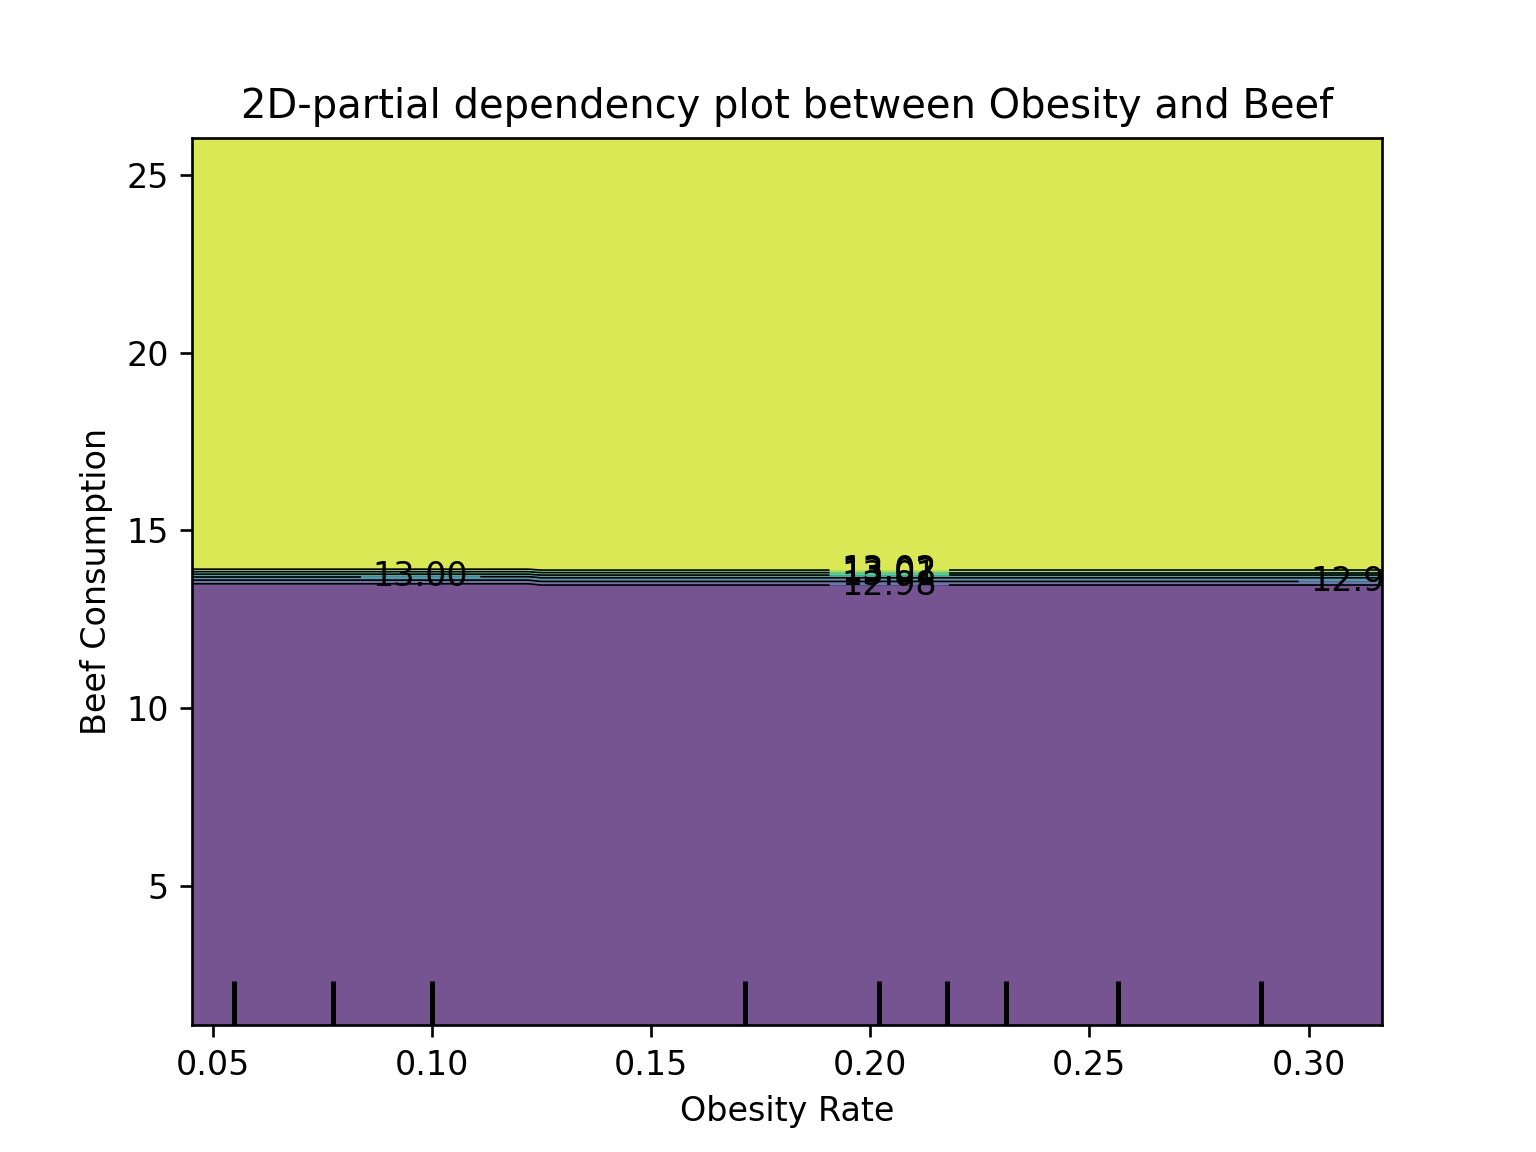 2D-partial dependency plot between Obesity and Beef
25
20
15
10
5
Beef Consumption
13.00
12.98
12.9
0.05 0.10 0.15 0.20 0.25 0.30
Obesity Rate